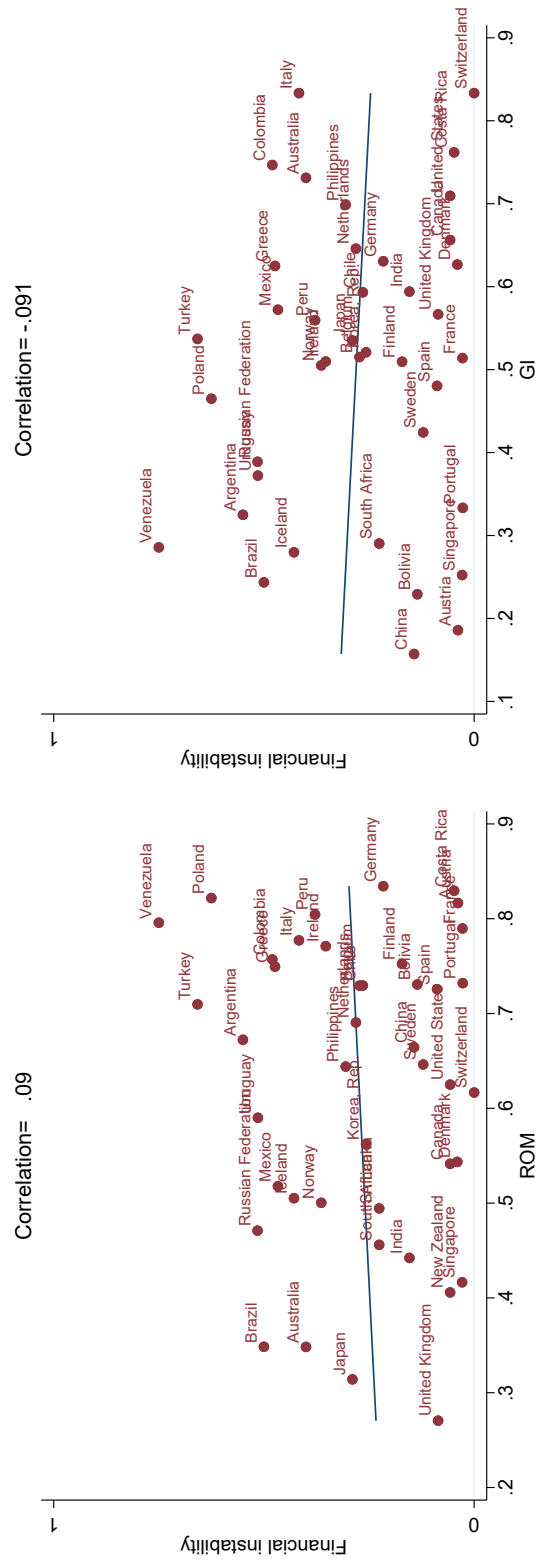 Correlation= .09
Financial instability
1
0
Venezuela
Turkey
Poland
Argentina
Uruguay
Russian Federation
Colombia
Greece
Mexico
Brazil
Iceland
Italy
Australia
Peru
Norway
Ireland
Philippines
Japan
Netherlands
Korea, Rep.
Germany
South Africa
Finland
India
Bolivia
China
Sweden
Spain
United Kingdom
United States
Canada
New Zealand
Denmark
Costa Rica
Austria
France
Portugal
Singapore
Switzerland
.2
.3
.4
.5
.6
.7
.8
.9
ROM
Correlation= -.091
Financial instability
1
0
Venezuela
Turkey
Poland
Argentina
Uruguay
Russian Federation
Brazil
Colombia
Greece
Mexico
Iceland
Italy
Australia
Peru
Norway
Ireland
Philippines
Japan
Netherlands
Belgium
Chile
Korea, Rep.
South Africa
Germany
Finland
India
China
Bolivia
Sweden
Spain
United Kingdom
Canada
United States
Costa Rica
Denmark
Austria
Singapore
Portugal
France
Switzerland
.1
.2
.3
.4
.5
.6
.7
.8
.9
GI